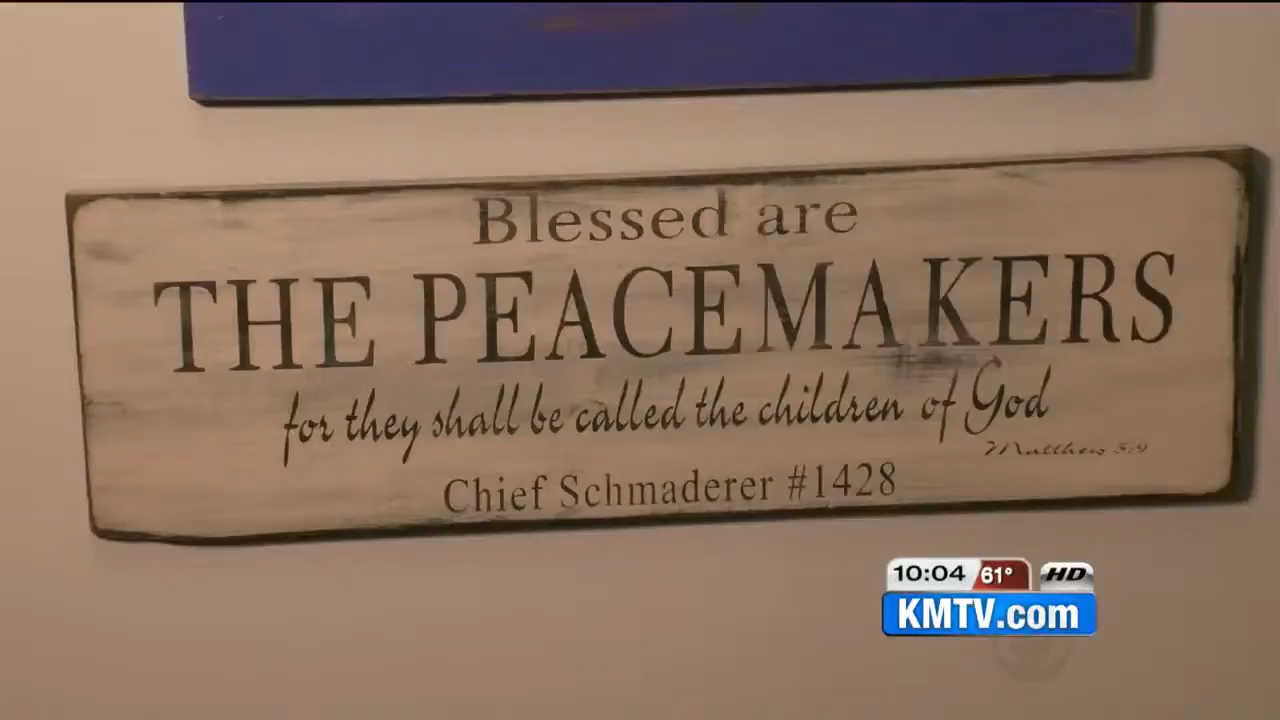 Blessed are
THE PEACEMAKERS
for they shall be called the children of God
Matthew 5:9
Chief Schmaderer #1428
10:04 61° HD
KMTV.com